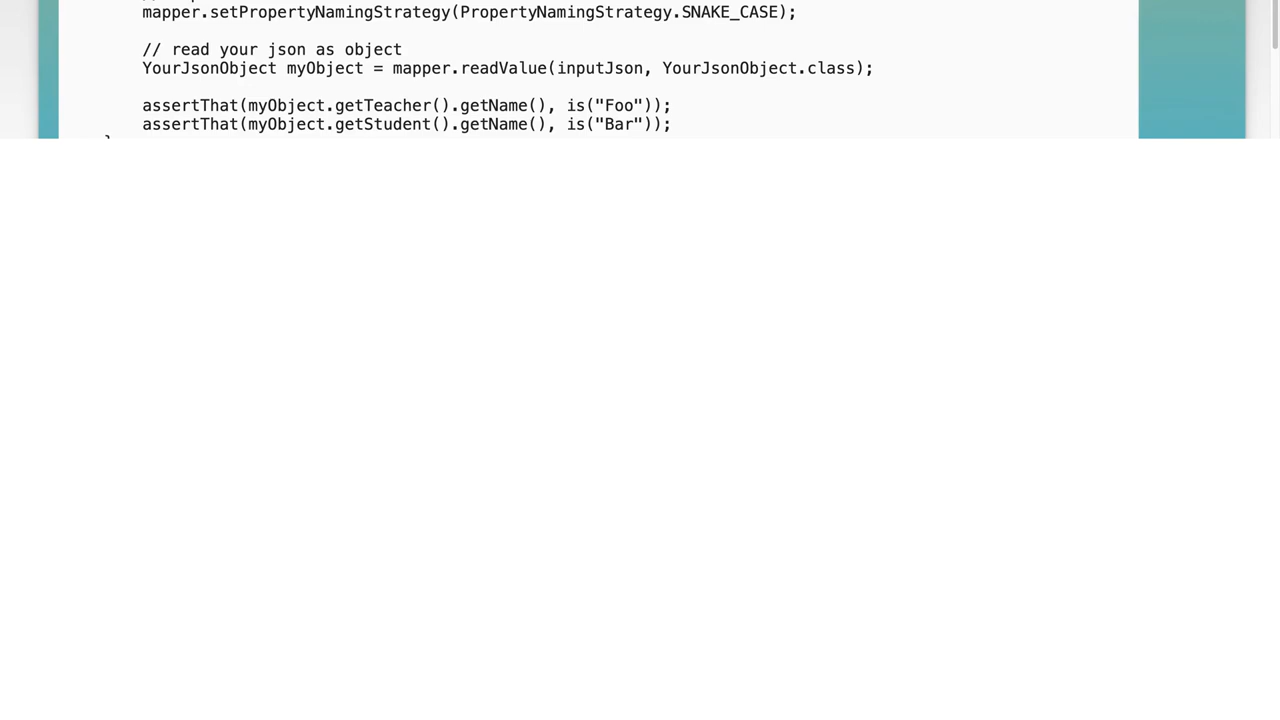 mapper.setPropertyNamingStrategy(PropertyNamingStrategy.SNAKE_CASE);
// read your json as object
YourJsonObject myObject = mapper.readValue(inputJson, YourJsonObject.class);
assertThat(myObject.getTeacher().getName(), is("Foo"));
assertThat(myObject.getStudent().getName(), is("Bar"));